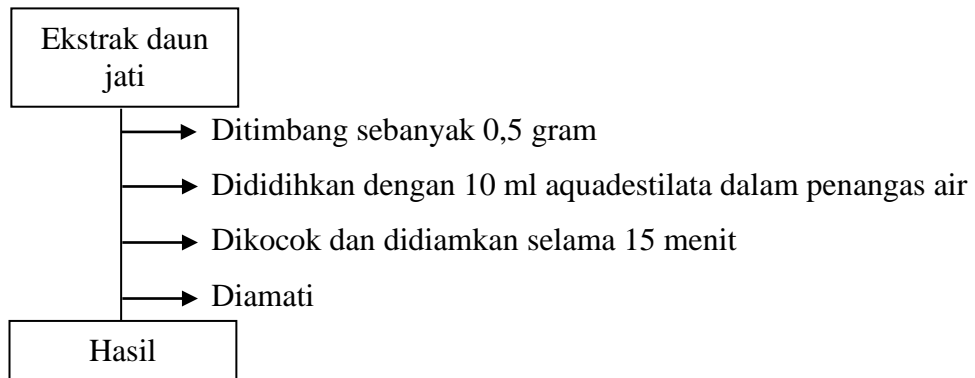 Ekstrak daun
jati
Ditimbang sebanyak 0,5 gram
Dididihkan dengan 10 ml aquadestilata dalam penangas air
Dikocok dan didiamkan selama 15 menit
Diamati
Hasil